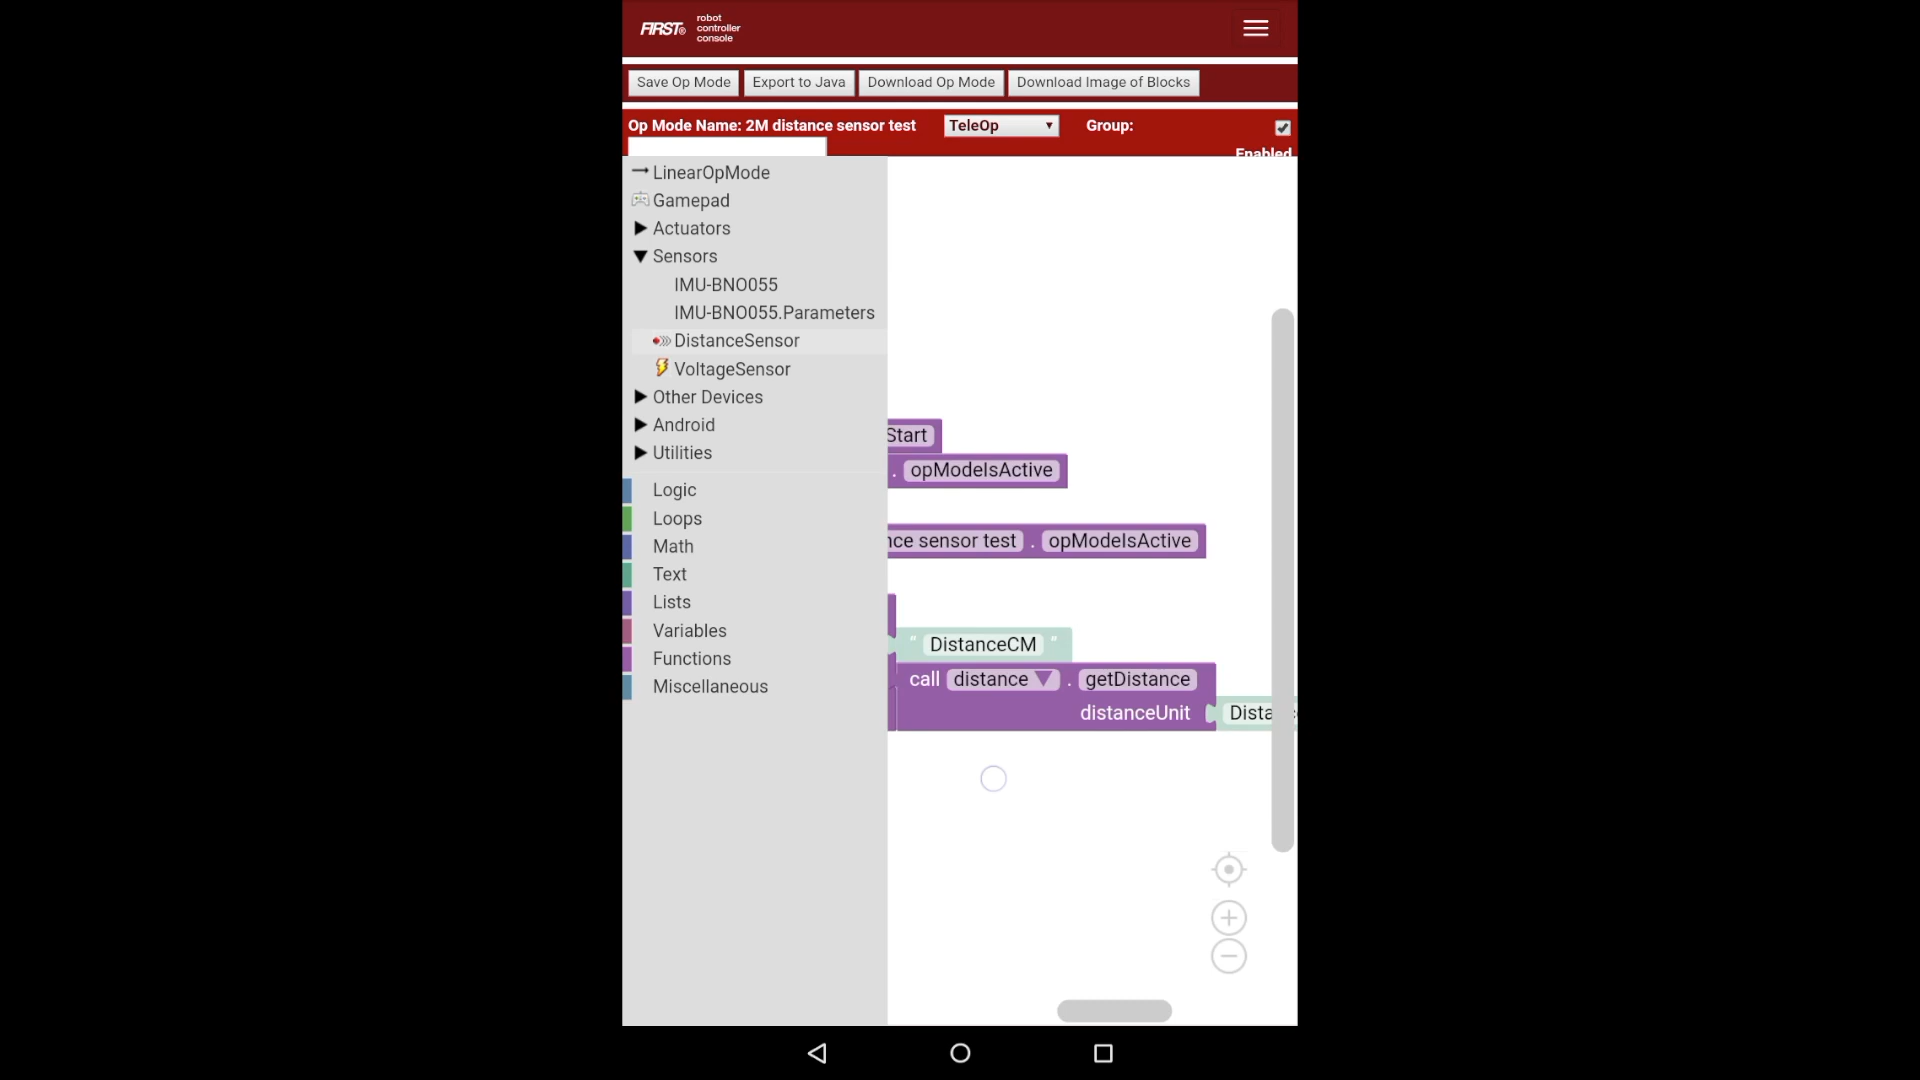 FIRST® robot
controller
console
Save Op Mode Export to Java Download Op Mode Download Image of Blocks
Op Mode Name: 2M distance sensor test TeleOp Group:
Enabled
LinearOpMode
Gamepad
Actuators
Sensors
IMU-BNO055
IMU-BNO055.Parameters
DistanceSensor
VoltageSensor
Other Devices
Android
Utilities
Logic
Loops
Math
Text
Lists
Variables
Functions
Miscellaneous
Start
. opModeIsActive
nce sensor test . opModeIsActive
“ DistanceCM ”
call distance . getDistance
distanceUnit Dista